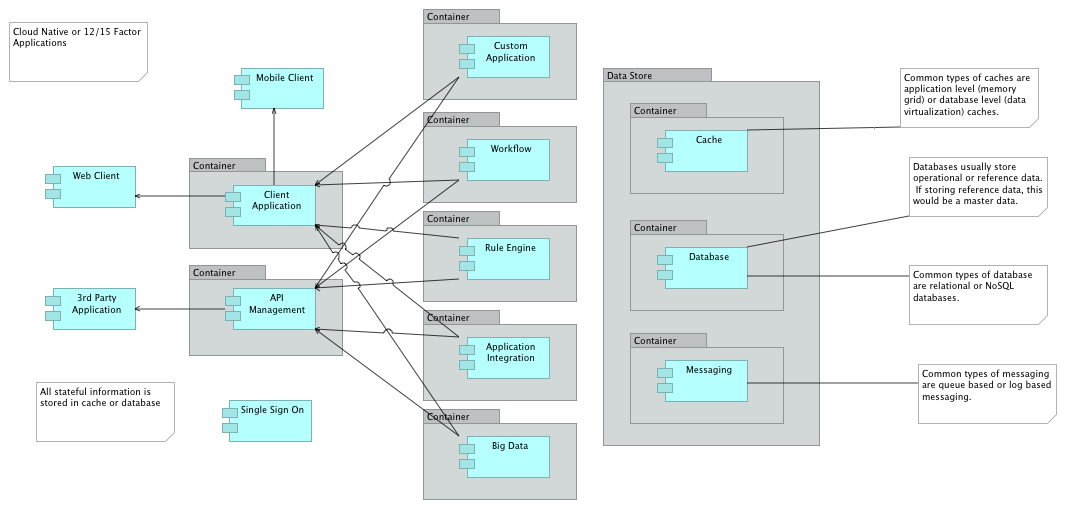 Cloud Native or 12/15 Factor
Applications
Mobile Client
Web Client
Container
Client
Application
Container
API
Management
3rd Party
Application
All stateful information is
stored in cache or database
Single Sign On
Container
Custom
Application
Container
Workflow
Container
Rule Engine
Container
Application
Integration
Container
Big Data
Data Store
Container
Cache
Container
Database
Container
Messaging
Common types of caches are
application level (memory
grid) or database level (data
virtualization) caches.
Databases usually store
operational or reference data.
If storing reference data, this
would be a master data.
Common types of database
are relational or NoSQL
databases.
Common types of messaging
are queue based or log based
messaging.